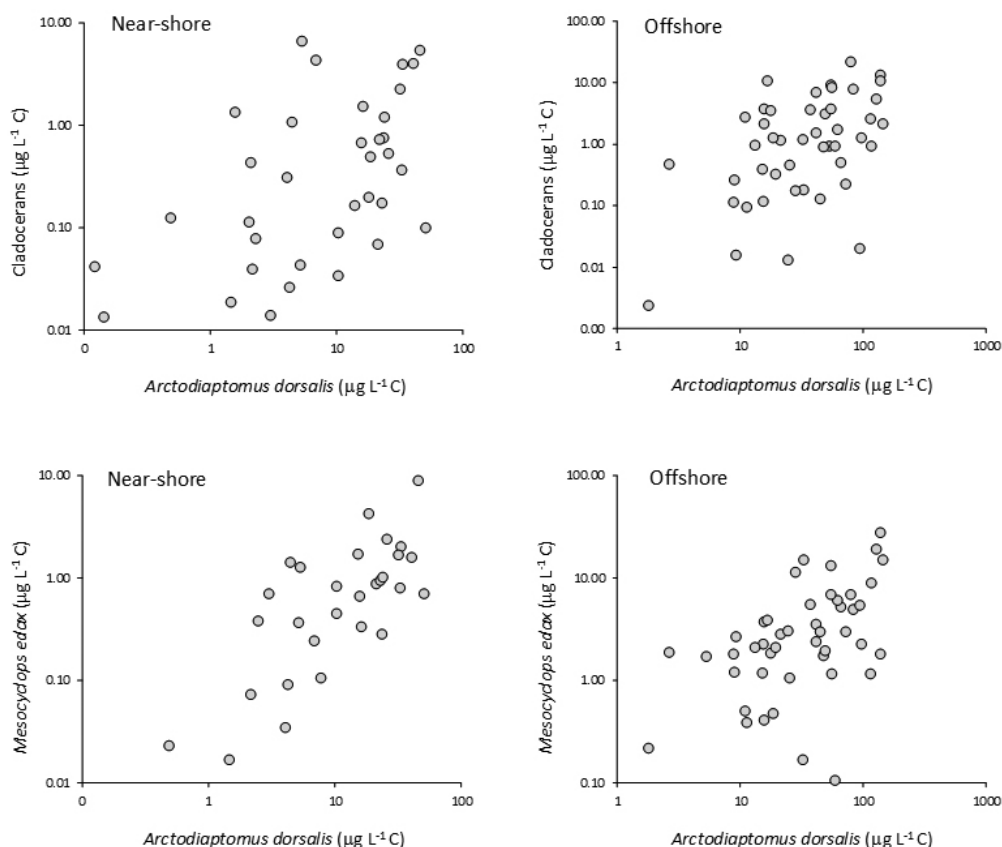 Near-shore
Cladocerans (µg L⁻¹ C)
10.00
1.00
0.10
0.01
0
1
10
100
Arctodiaptomus dorsalis (µg L⁻¹ C)
Offshore
Cladocerans (µg L⁻¹ C)
100.00
10.00
1.00
0.10
0.01
0.00
1
10
100
1000
Arctodiaptomus dorsalis (µg L⁻¹ C)
Near-shore
Mesocyclops edax (µg L⁻¹ C)
10.00
1.00
0.10
0.01
0
1
10
100
Arctodiaptomus dorsalis (µg L⁻¹ C)
Offshore
Mesocyclops edax (µg L⁻¹ C)
100.00
10.00
1.00
0.10
1
10
100
1000
Arctodiaptomus dorsalis (µg L⁻¹ C)